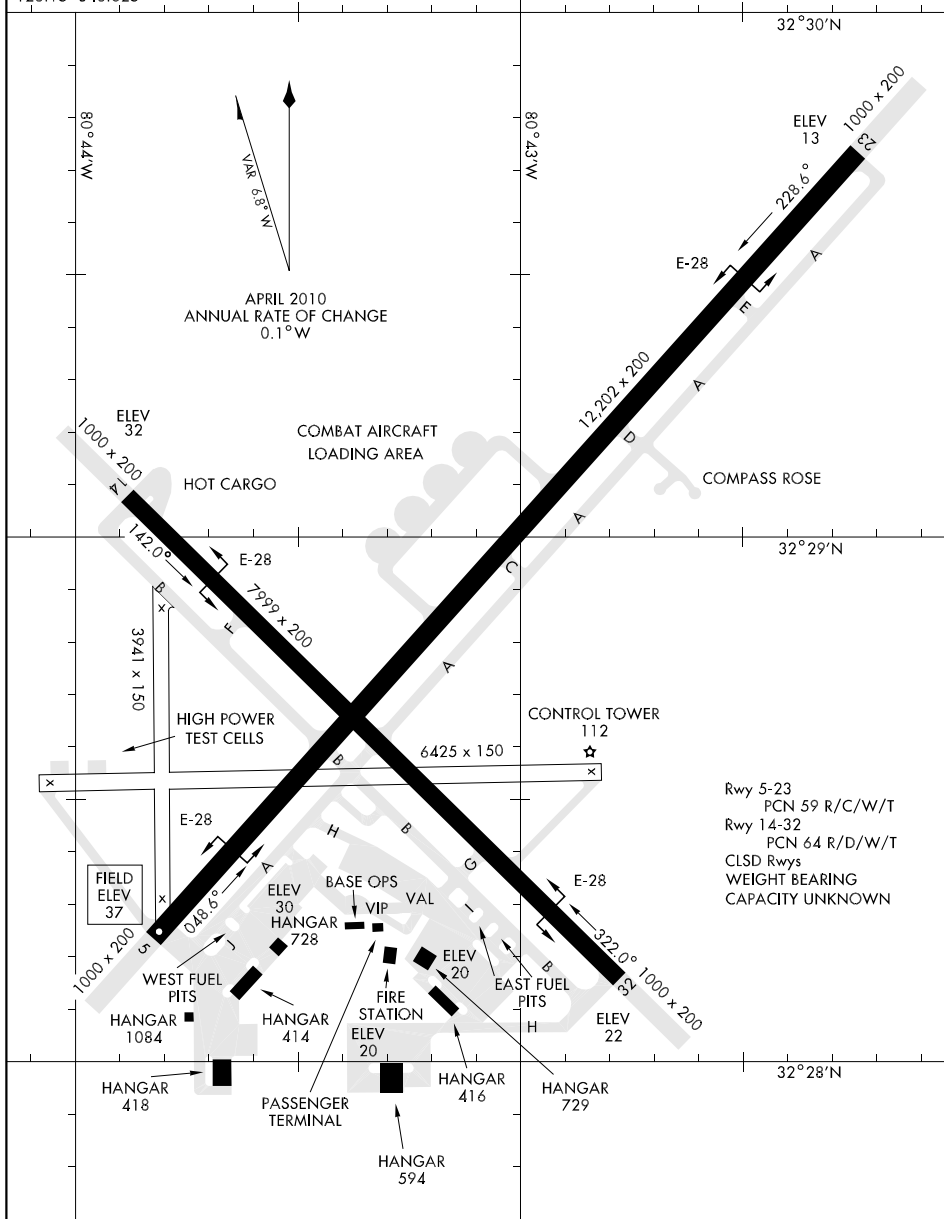 32°30'N
80°44'W
80°43'W
VAR 6.8°W
APRIL 2010
ANNUAL RATE OF CHANGE
0.1°W
ELEV
13
1000 x 200
23
228.6°
E-28
E
A
A
12,202 x 200
D
A
C
A
COMPASS ROSE
ELEV
32
1000 x 200
14
HOT CARGO
COMBAT AIRCRAFT
LOADING AREA
32°29'N
142.0°
E-28
B
F
7999 x 200
x
3941 x 150
HIGH POWER
TEST CELLS
CONTROL TOWER
112
6425 x 150
x
x
B
H
B
G
Rwy 5-23
PCN 59 R/C/W/T
Rwy 14-32
PCN 64 R/D/W/T
CLSD Rwys
WEIGHT BEARING
CAPACITY UNKNOWN
E-28
A
FIELD
ELEV
37
x
048.6°
5
1000 x 200
J
ELEV
30
HANGAR
728
BASE OPS
VIP
VAL
I
I
B
E-28
322.0°
32
1000 x 200
ELEV
22
H
WEST FUEL
PITS
ELEV
20
EAST FUEL
PITS
FIRE
STATION
HANGAR
1084
HANGAR
414
ELEV
20
32°28'N
HANGAR
418
PASSENGER
TERMINAL
HANGAR
416
HANGAR
729
HANGAR
594